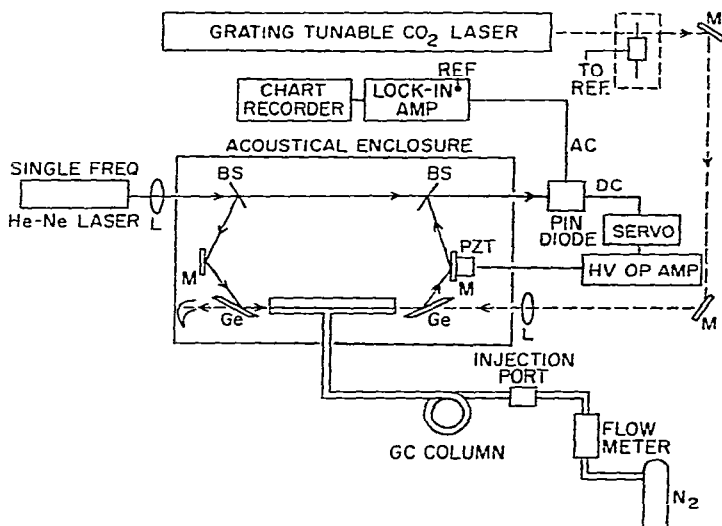 GRATING TUNABLE CO2 LASER
M
TO
REF.
REF
CHART
RECORDER
LOCK-IN
AMP
AC
ACOUSTICAL ENCLOSURE
SINGLE FREQ
He-Ne LASER
L
BS
BS
DC
PIN
DIODE
SERVO
HV OP AMP
PZT
M
M
M
Ge
Ge
L
INJECTION
PORT
GC COLUMN
FLOW
METER
N2